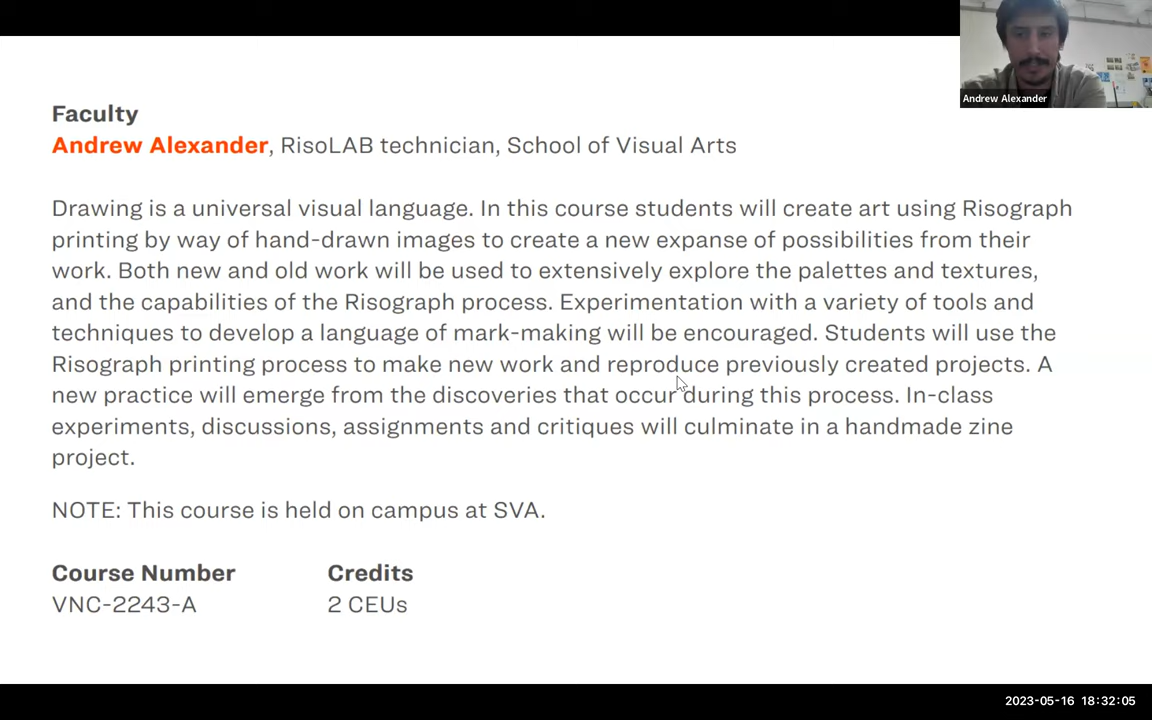 Andrew Alexander
Faculty
Andrew Alexander, RisoLAB technician, School of Visual Arts
Drawing is a universal visual language. In this course students will create art using Risograph
printing by way of hand-drawn images to create a new expanse of possibilities from their
work. Both new and old work will be used to extensively explore the palettes and textures,
and the capabilities of the Risograph process. Experimentation with a variety of tools and
techniques to develop a language of mark-making will be encouraged. Students will use the
Risograph printing process to make new work and reproduce previously created projects. A
new practice will emerge from the discoveries that occur during this process. In-class
experiments, discussions, assignments and critiques will culminate in a handmade zine
project.
NOTE: This course is held on campus at SVA.
Course Number Credits
VNC-2243-A 2 CEUs
2023-05-16 18:32:05